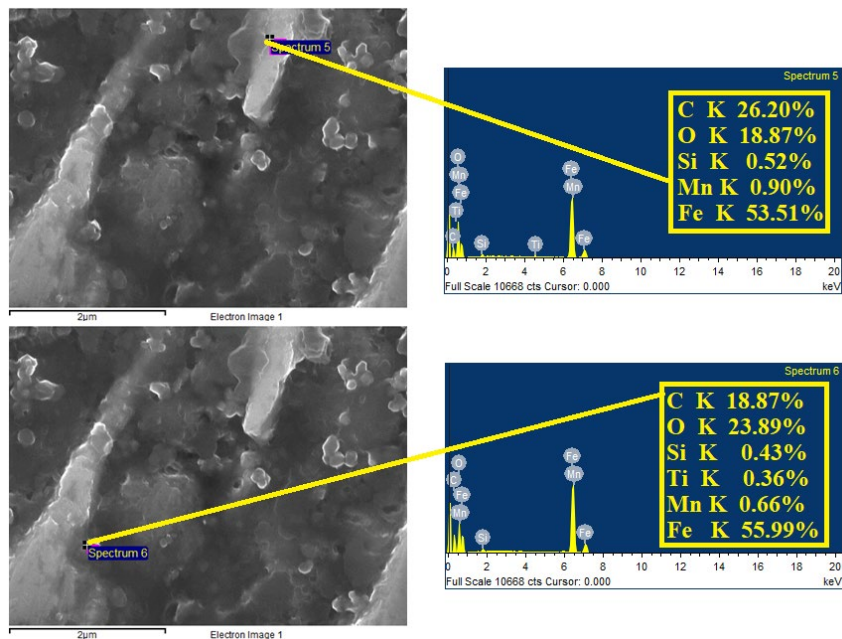 Spectrum 5
2µm
Electron Image 1
Spectrum 5
C K 26.20%
O K 18.87%
Si K 0.52%
Mn K 0.90%
Fe K 53.51%
O
Mn
Fe
Ti
C
Si
Ti
Fe
Mn
Fe
0 2 4 6 8 10 12 14 16 18 20
Full Scale 10668 cts Cursor: 0.000
keV
Spectrum 6
2µm
Electron Image 1
Spectrum 6
C K 18.87%
O K 23.89%
Si K 0.43%
Ti K 0.36%
Mn K 0.66%
Fe K 55.99%
O
C
Fe
Mn
Si
Fe
Mn
Fe
0 2 4 6 8 10 12 14 16 18 20
Full Scale 10668 cts Cursor: 0.000
keV